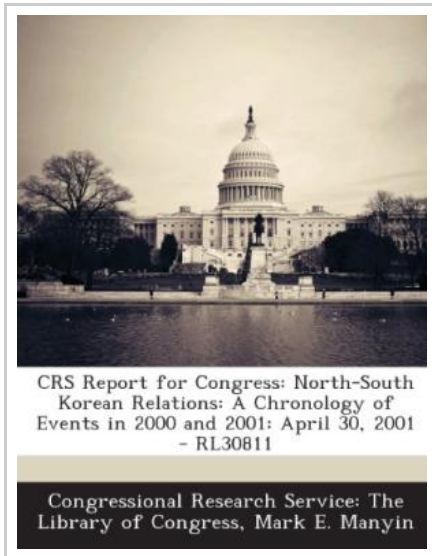 CRS Report for Congress: North-South
Korean Relations: A Chronology of
Events in 2000 and 2001: April 30, 2001
- RL30811
Congressional Research Service: The
Library of Congress, Mark E. Manyin